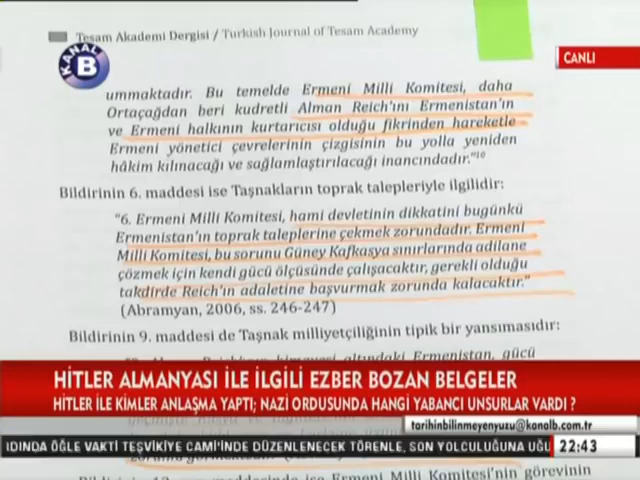 Tesam Akademi Dergisi / Turkish Journal of Tesam Academy
KANAL
B
CANLI
ummaktadır. Bu temelde Ermeni Milli Komitesi, daha
Ortaçağdan beri kudretli Alman Reich'ını Ermenistan'ın
ve Ermeni halkının kurtarıcısı olduğu fikrinden hareketle
Ermeni yönetici çevrelerinin çizgisinin bu yolla yeniden
hâkim kılınacağı ve sağlamlaştırılacağı inancındadır."10
Bildirinin 6. maddesi ise Taşnakların toprak talepleriyle ilgilidir:
"6. Ermeni Milli Komitesi, hami devletinin dikkatini bugünkü
Ermenistan'ın toprak taleplerine çekmek zorundadır. Ermeni
Milli Komitesi, bu sorunu Güney Kafkasya sınırlarında adilane
çözmek için kendi gücü ölçüsünde çalışacaktır, gerekli olduğu
takdirde Reich'ın adaletine başvurmak zorunda kalacaktır."
(Abramyan, 2006, ss. 246-247)
Bildirinin 9. maddesi de Taşnak milliyetçiliğinin tipik bir yansımasıdır:
altındaki Ermenistan, gücü
HİTLER ALMANYASI İLE İLGİLİ EZBER BOZAN BELGELER
HİTLER İLE KİMLER ANLAŞMA YAPTI; NAZİ ORDUSUNDA HANGİ YABANCI UNSURLAR VARDI ?
tarihinbilinmeyenyuzu@kanalb.com.tr
IDINDA ÖĞLE VAKTİ TEŞVİKİYE CAMİ'İNDE DÜZENLENECEK TÖRENLE, SON YOLCULUĞUNA UĞU
22:43
ise Ermeni Milli Komitesi'nin görevinin